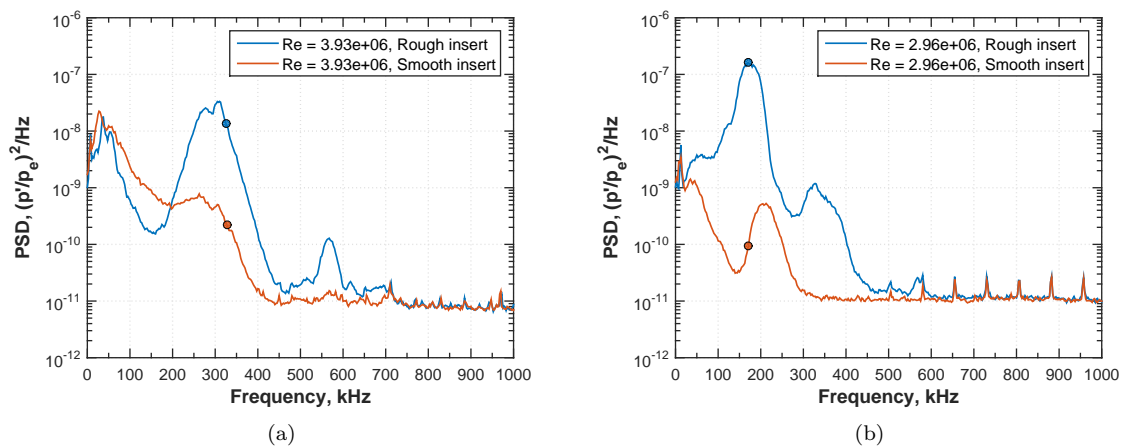 10^-6
10^-7
10^-8
10^-9
10^-10
10^-11
10^-12
PSD, (p'/p_e)^2/Hz
Re = 3.93e+06, Rough insert
Re = 3.93e+06, Smooth insert
0 100 200 300 400 500 600 700 800 900 1000
Frequency, kHz
(a)
10^-6
10^-7
10^-8
10^-9
10^-10
10^-11
10^-12
PSD, (p'/p_e)^2/Hz
Re = 2.96e+06, Rough insert
Re = 2.96e+06, Smooth insert
0 100 200 300 400 500 600 700 800 900 1000
Frequency, kHz
(b)